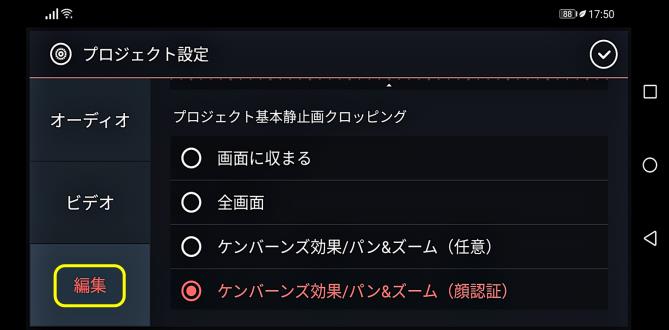 88 17:50
プロジェクト設定
オーディオ
ビデオ
編集
プロジェクト基本静止画クロッピング
画面に収まる
全画面
ケンバーンズ効果/パン&ズーム（任意）
ケンバーンズ効果/パン&ズーム（顔認証）